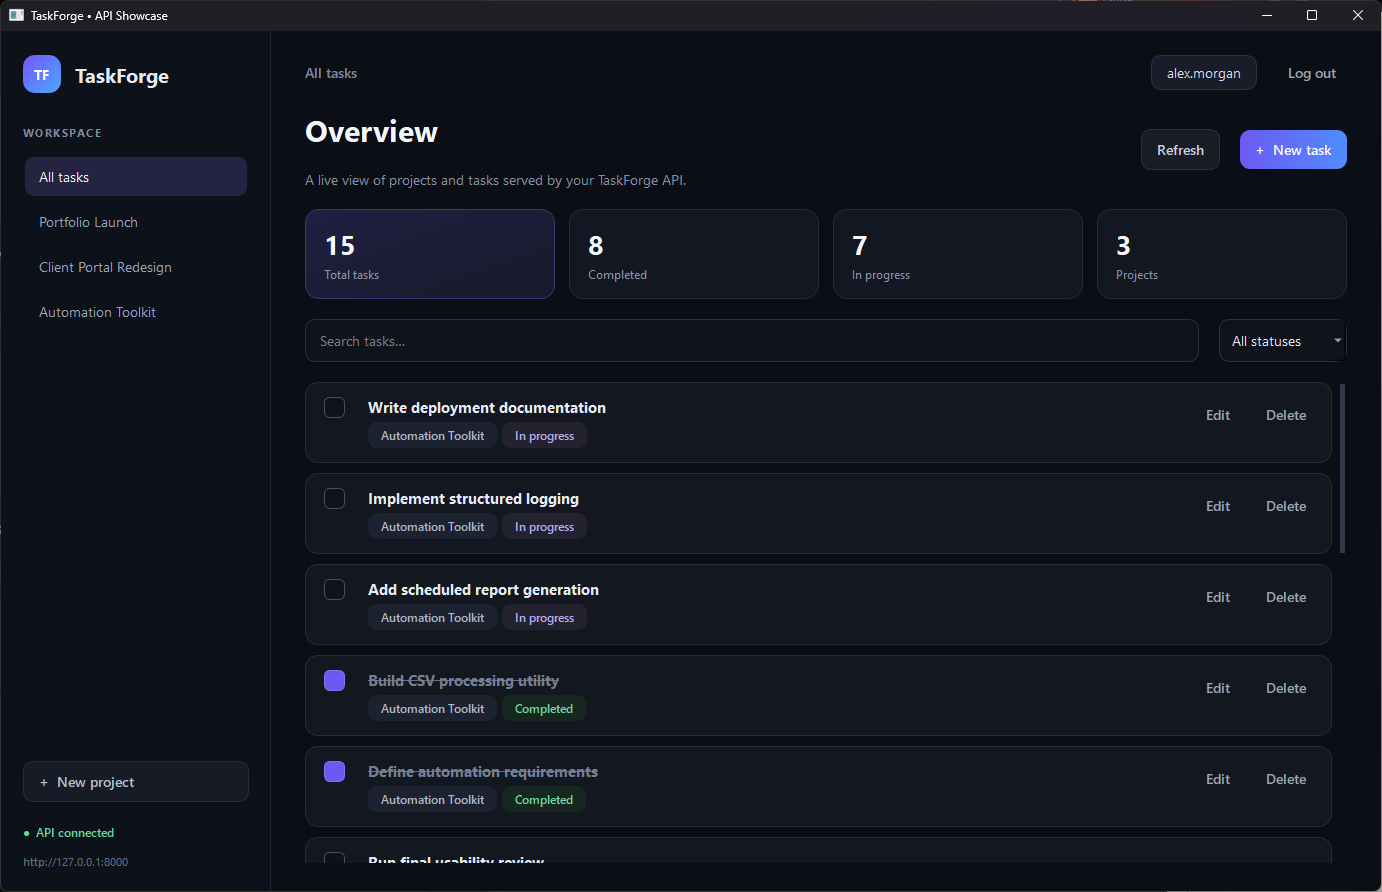 TaskForge • API Showcase
TF
TaskForge
WORKSPACE
All tasks
Portfolio Launch
Client Portal Redesign
Automation Toolkit
+ New project
● API connected
http://127.0.0.1:8000
All tasks
alex.morgan
Log out
Overview
A live view of projects and tasks served by your TaskForge API.
Refresh
+ New task
15
Total tasks
8
Completed
7
In progress
3
Projects
Search tasks...
All statuses
Write deployment documentation
Automation Toolkit
In progress
Edit
Delete
Implement structured logging
Automation Toolkit
In progress
Edit
Delete
Add scheduled report generation
Automation Toolkit
In progress
Edit
Delete
Build CSV processing utility
Automation Toolkit
Completed
Edit
Delete
Define automation requirements
Automation Toolkit
Completed
Edit
Delete
Run final usability review